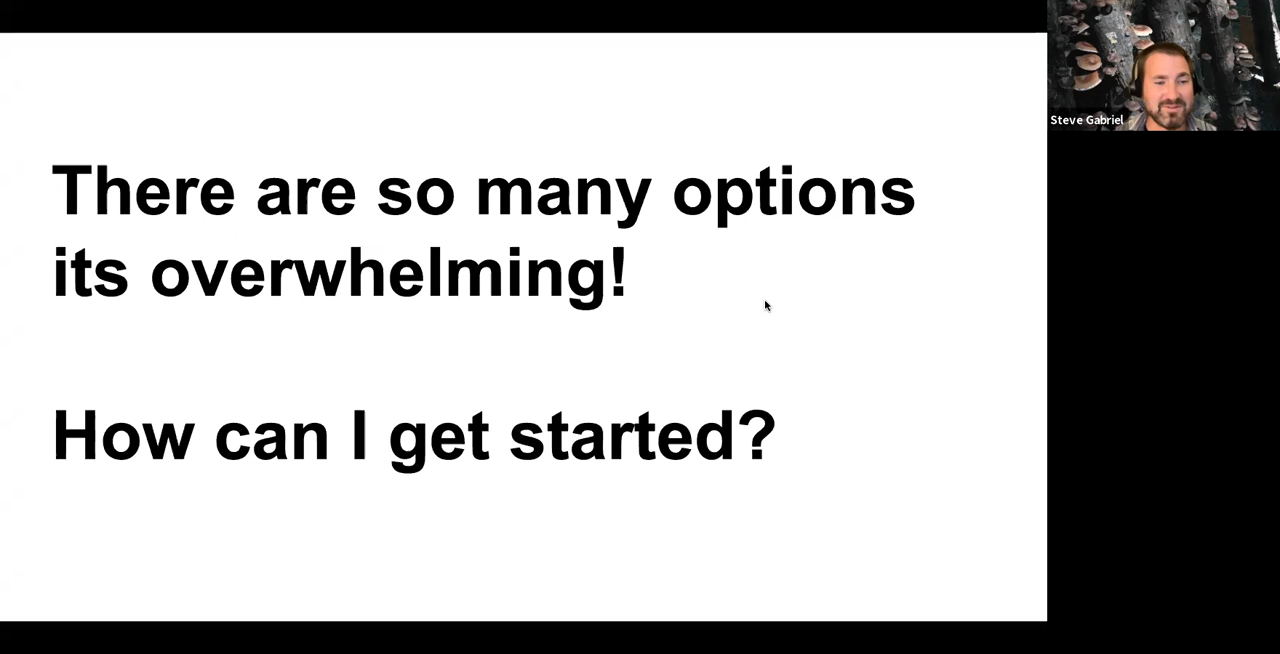 There are so many options
its overwhelming!
How can I get started?
Steve Gabriel